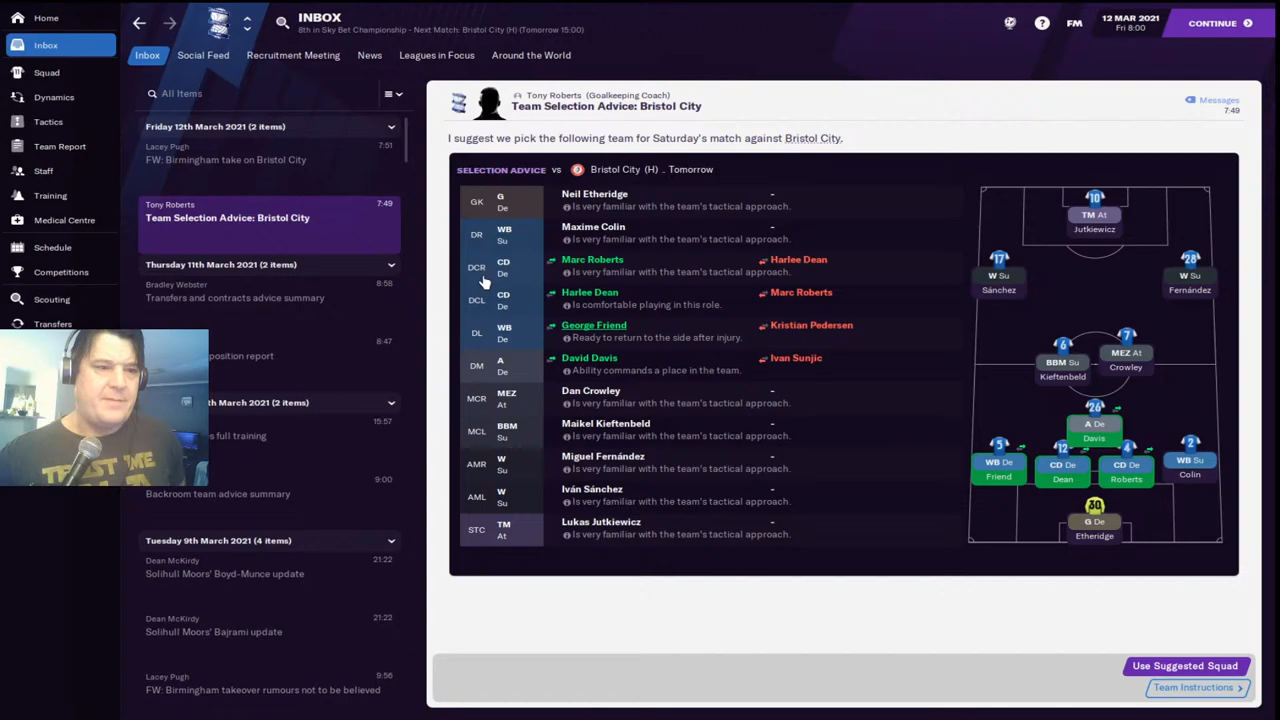 Home
Inbox
Squad
Dynamics
Tactics
Team Report
Staff
Training
Medical Centre
Schedule
Competitions
Scouting
Transfers
INBOX
8th in Sky Bet Championship - Next Match: Bristol City (H) (Tomorrow 15:00)
?
FM
12 MAR 2021
Fri 8:00
CONTINUE
Inbox
Social Feed
Recruitment Meeting
News
Leagues in Focus
Around the World
All Items
Friday 12th March 2021 (2 items)
Lacey Pugh
7:51
FW: Birmingham take on Bristol City
Tony Roberts
7:49
Team Selection Advice: Bristol City
Thursday 11th March 2021 (2 items)
Bradley Webster
8:58
Transfers and contracts advice summary
8:47
position report
th March 2021 (2 items)
15:57
s full training
9:00
Backroom team advice summary
Tuesday 9th March 2021 (4 items)
Dean McKirdy
21:22
Solihull Moors' Boyd-Munce update
Dean McKirdy
21:22
Solihull Moors' Bajrami update
Lacey Pugh
9:56
FW: Birmingham takeover rumours not to be believed
Tony Roberts (Goalkeeping Coach)
Team Selection Advice: Bristol City
Messages
7:49
I suggest we pick the following team for Saturday's match against Bristol City.
SELECTION ADVICE vs Bristol City (H) .. Tomorrow
GK G De Neil Etheridge -
Is very familiar with the team's tactical approach.
DR WB Su Maxime Colin -
Is very familiar with the team's tactical approach.
DCR CD De Marc Roberts Harlee Dean
Is very familiar with the team's tactical approach.
DCL CD De Harlee Dean Marc Roberts
Is comfortable playing in this role.
DL WB De George Friend Kristian Pedersen
Ready to return to the side after injury.
DM A De David Davis Ivan Sunjic
Ability commands a place in the team.
MCR MEZ At Dan Crowley -
Is very familiar with the team's tactical approach.
MCL BBM Su Maikel Kieftenbeld -
Is very familiar with the team's tactical approach.
AMR W Su Miguel Fernández -
Is very familiar with the team's tactical approach.
AML W Su Iván Sánchez -
Is very familiar with the team's tactical approach.
STC TM At Lukas Jutkiewicz -
Is very familiar with the team's tactical approach.
10
TM At
Jutkiewicz
17
W Su
Sánchez
28
W Su
Fernández
6
BBM Su
Kieftenbeld
7
MEZ At
Crowley
26
A De
Davis
5
WB De
Friend
12
CD De
Dean
4
CD De
Roberts
2
WB Su
Colin
30
G De
Etheridge
Use Suggested Squad
Team Instructions
TRUST ME